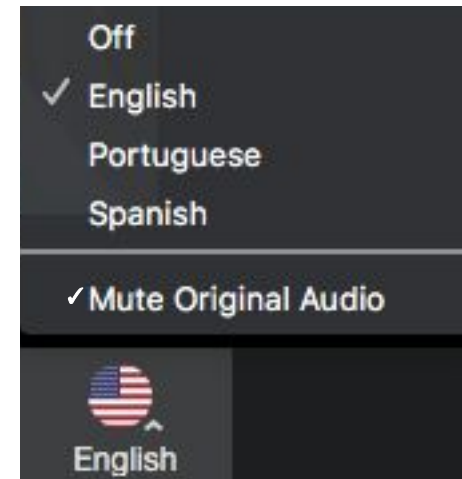 Off
✓ English
Portuguese
Spanish
✓Mute Original Audio
English